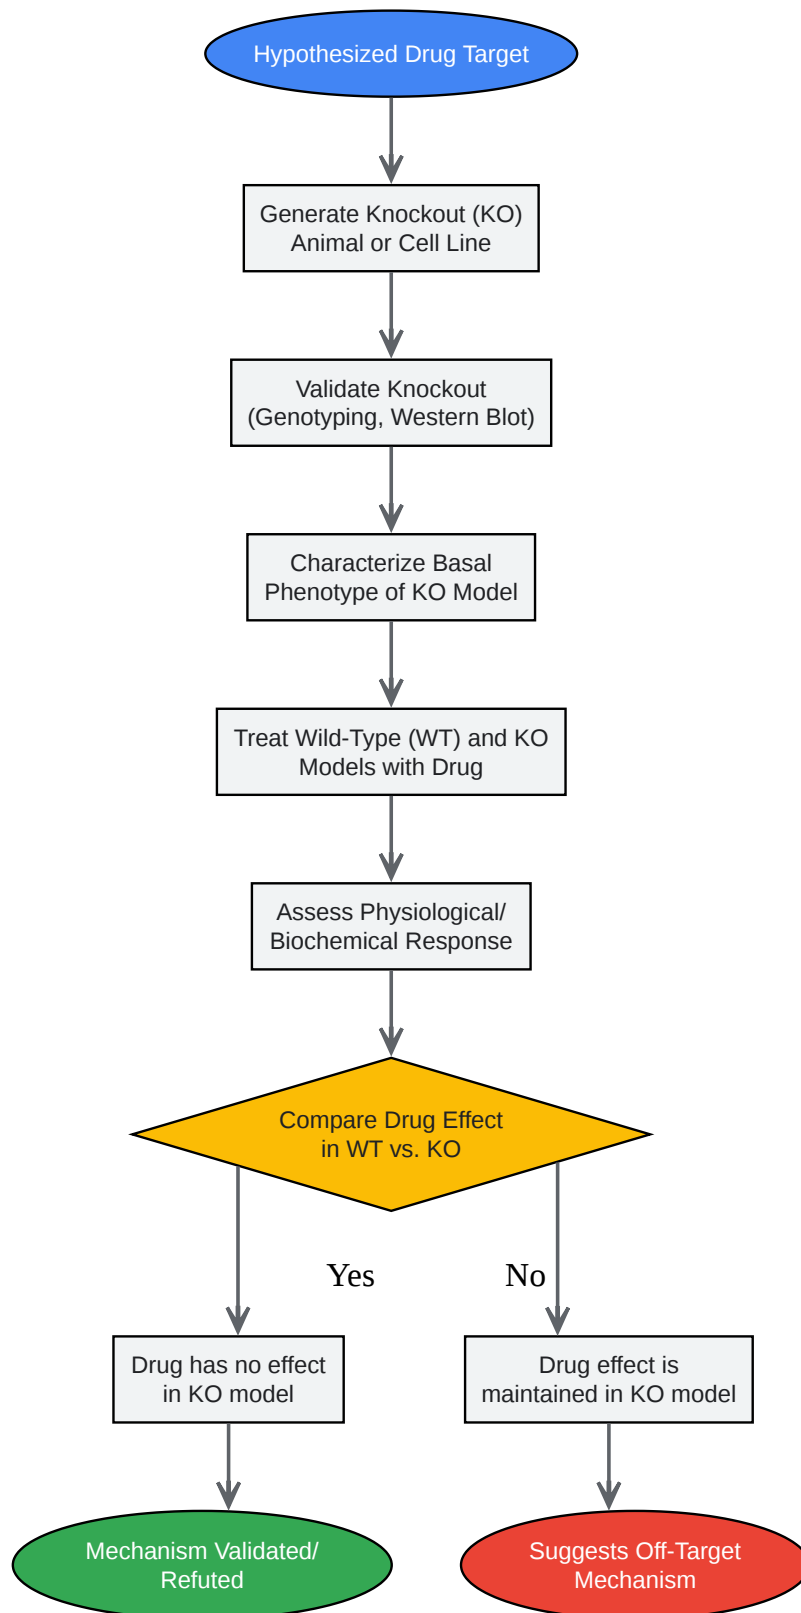 Hypothesized Drug Target
Generate Knockout (KO)
Animal or Cell Line
Validate Knockout
(Genotyping, Western Blot)
Characterize Basal
Phenotype of KO Model
Treat Wild-Type (WT) and KO
Models with Drug
Assess Physiological/
Biochemical Response
Compare Drug Effect
in WT vs. KO
Yes
No
Drug has no effect
in KO model
Drug effect is
maintained in KO model
Mechanism Validated/
Refuted
Suggests Off-Target
Mechanism